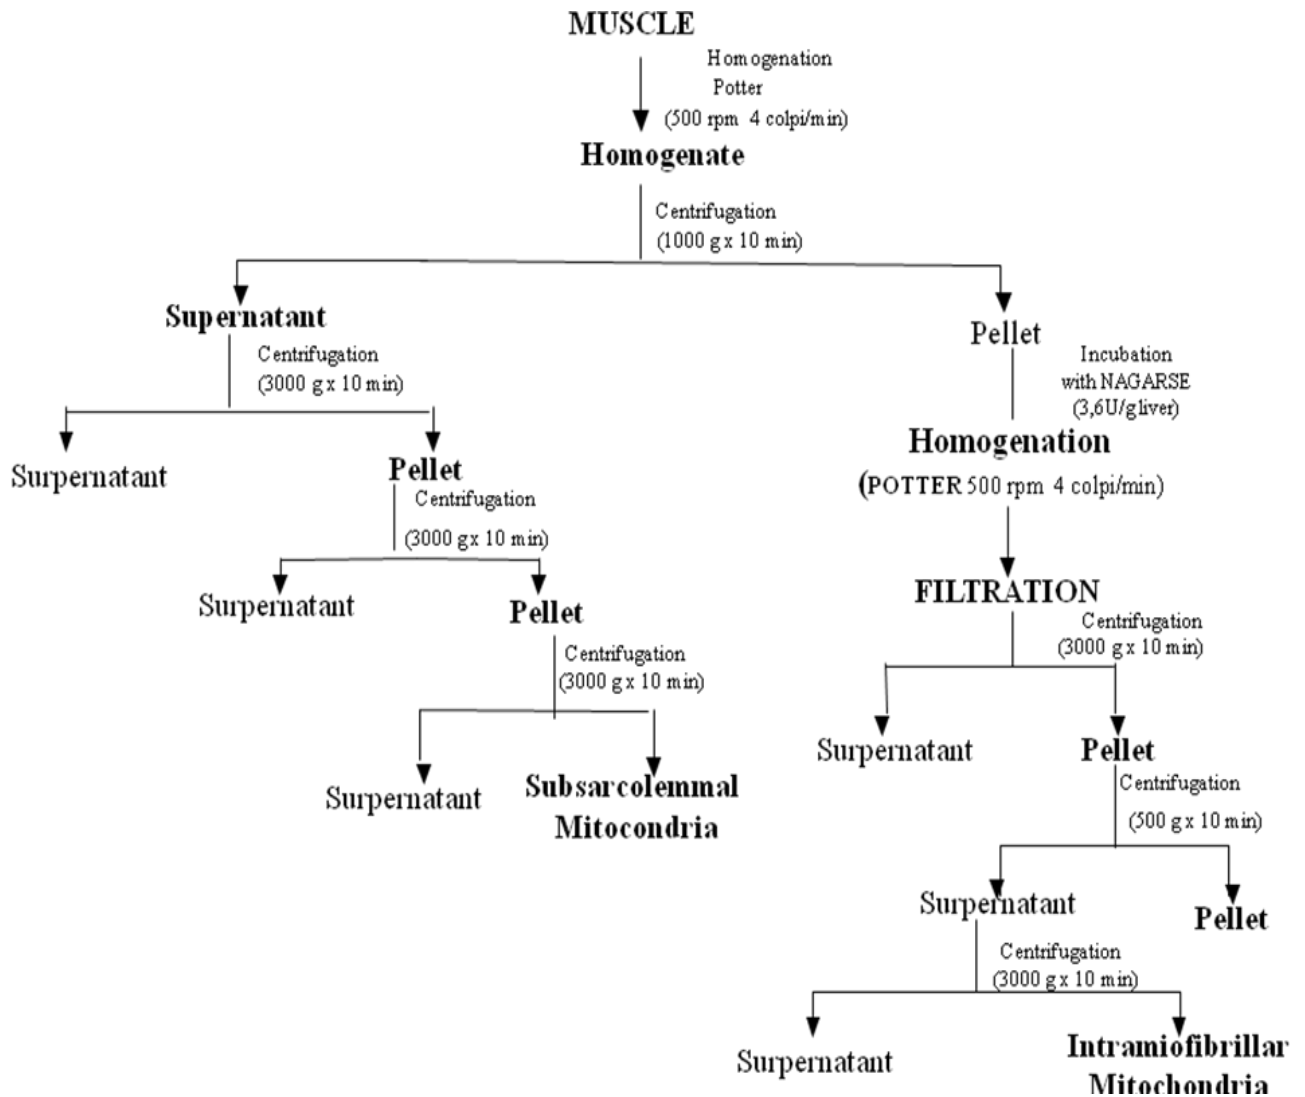 MUSCLE
Homogenation
Potter
(500 rpm 4 colpi/min)
Homogenate
Centrifugation
(1000 g x 10 min)
Supernatant
Centrifugation
(3000 g x 10 min)
Surpernatant
Pellet
Centrifugation
(3000 g x 10 min)
Surpernatant
Pellet
Centrifugation
(3000 g x 10 min)
Surpernatant
Subsarcolemmal
Mitocondria
Pellet
Incubation
with NAGARSE
(3,6U/gliver)
Homogenation
(POTTER 500 rpm 4 colpi/min)
FILTRATION
Centrifugation
(3000 g x 10 min)
Surpernatant
Pellet
Centrifugation
(500 g x 10 min)
Surpernatant
Pellet
Centrifugation
(3000 g x 10 min)
Surpernatant
Intramiofibrillar
Mitochondria